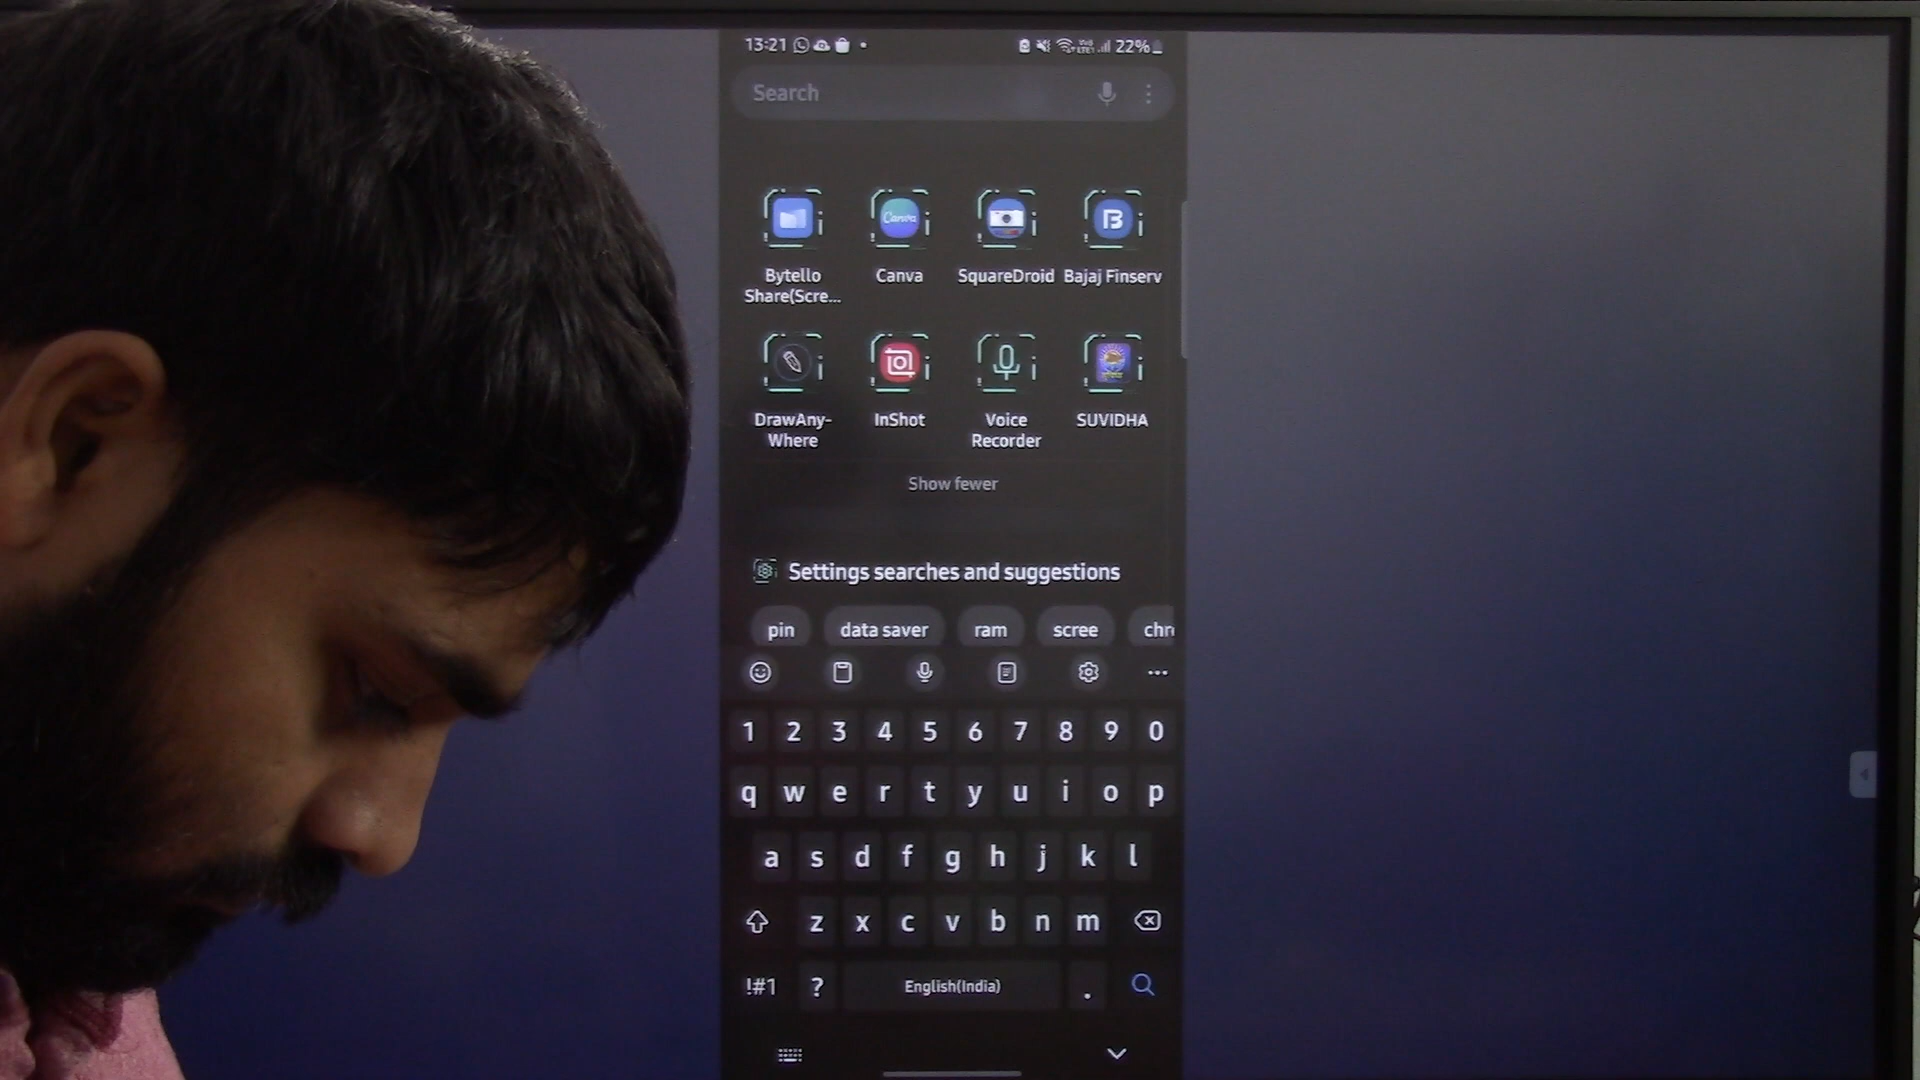 13:21 22%
Search
Canva
Bytello Canva SquareDroid Bajaj Finserv
Share(Scre...
DrawAny- InShot Voice SUVIDHA
Where Recorder
Show fewer
Settings searches and suggestions
pin data saver ram scree chr
1 2 3 4 5 6 7 8 9 0
q w e r t y u i o p
a s d f g h j k l
z x c v b n m
!#1 ? English(India) .